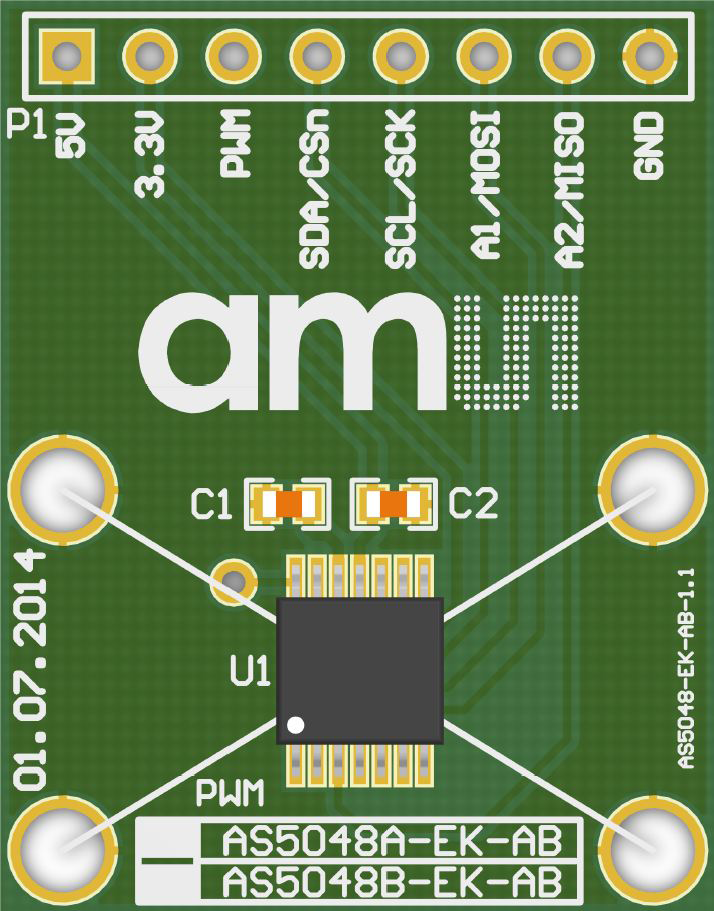 P1
5V
3.3V
PWM
SDA/CSn
SCL/SCK
A1/MOSI
A2/MISO
GND
am
C1
C2
01.07.2014
U1
AS5048-EK-AB-1.1
PWM
AS5048A-EK-AB
AS5048B-EK-AB